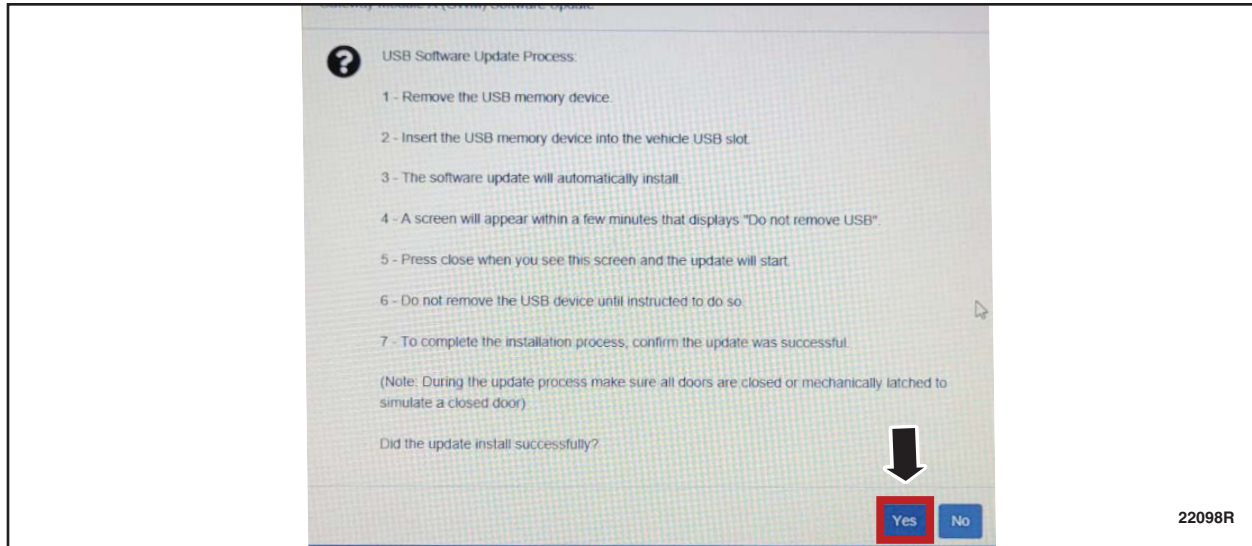 USB Software Update Process:
1 - Remove the USB memory device.
2 - Insert the USB memory device into the vehicle USB slot.
3 - The software update will automatically install.
4 - A screen will appear within a few minutes that displays "Do not remove USB".
5 - Press close when you see this screen and the update will start.
6 - Do not remove the USB device until instructed to do so.
7 - To complete the installation process, confirm the update was successful.
(Note: During the update process make sure all doors are closed or mechanically latched to
simulate a closed door)
Did the update install successfully?
Yes No
22098R